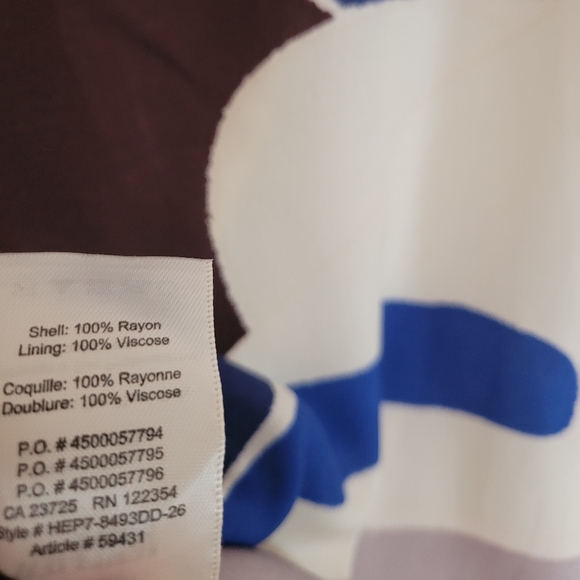 Shell: 100% Rayon
Lining: 100% Viscose
Coquille: 100% Rayonne
Doublure: 100% Viscose
P.O. # 4500057794
P.O. # 4500057795
P.O. # 4500057796
CA 23725 RN 122354
Style # HEP7-8493DD-26
Article # 59431